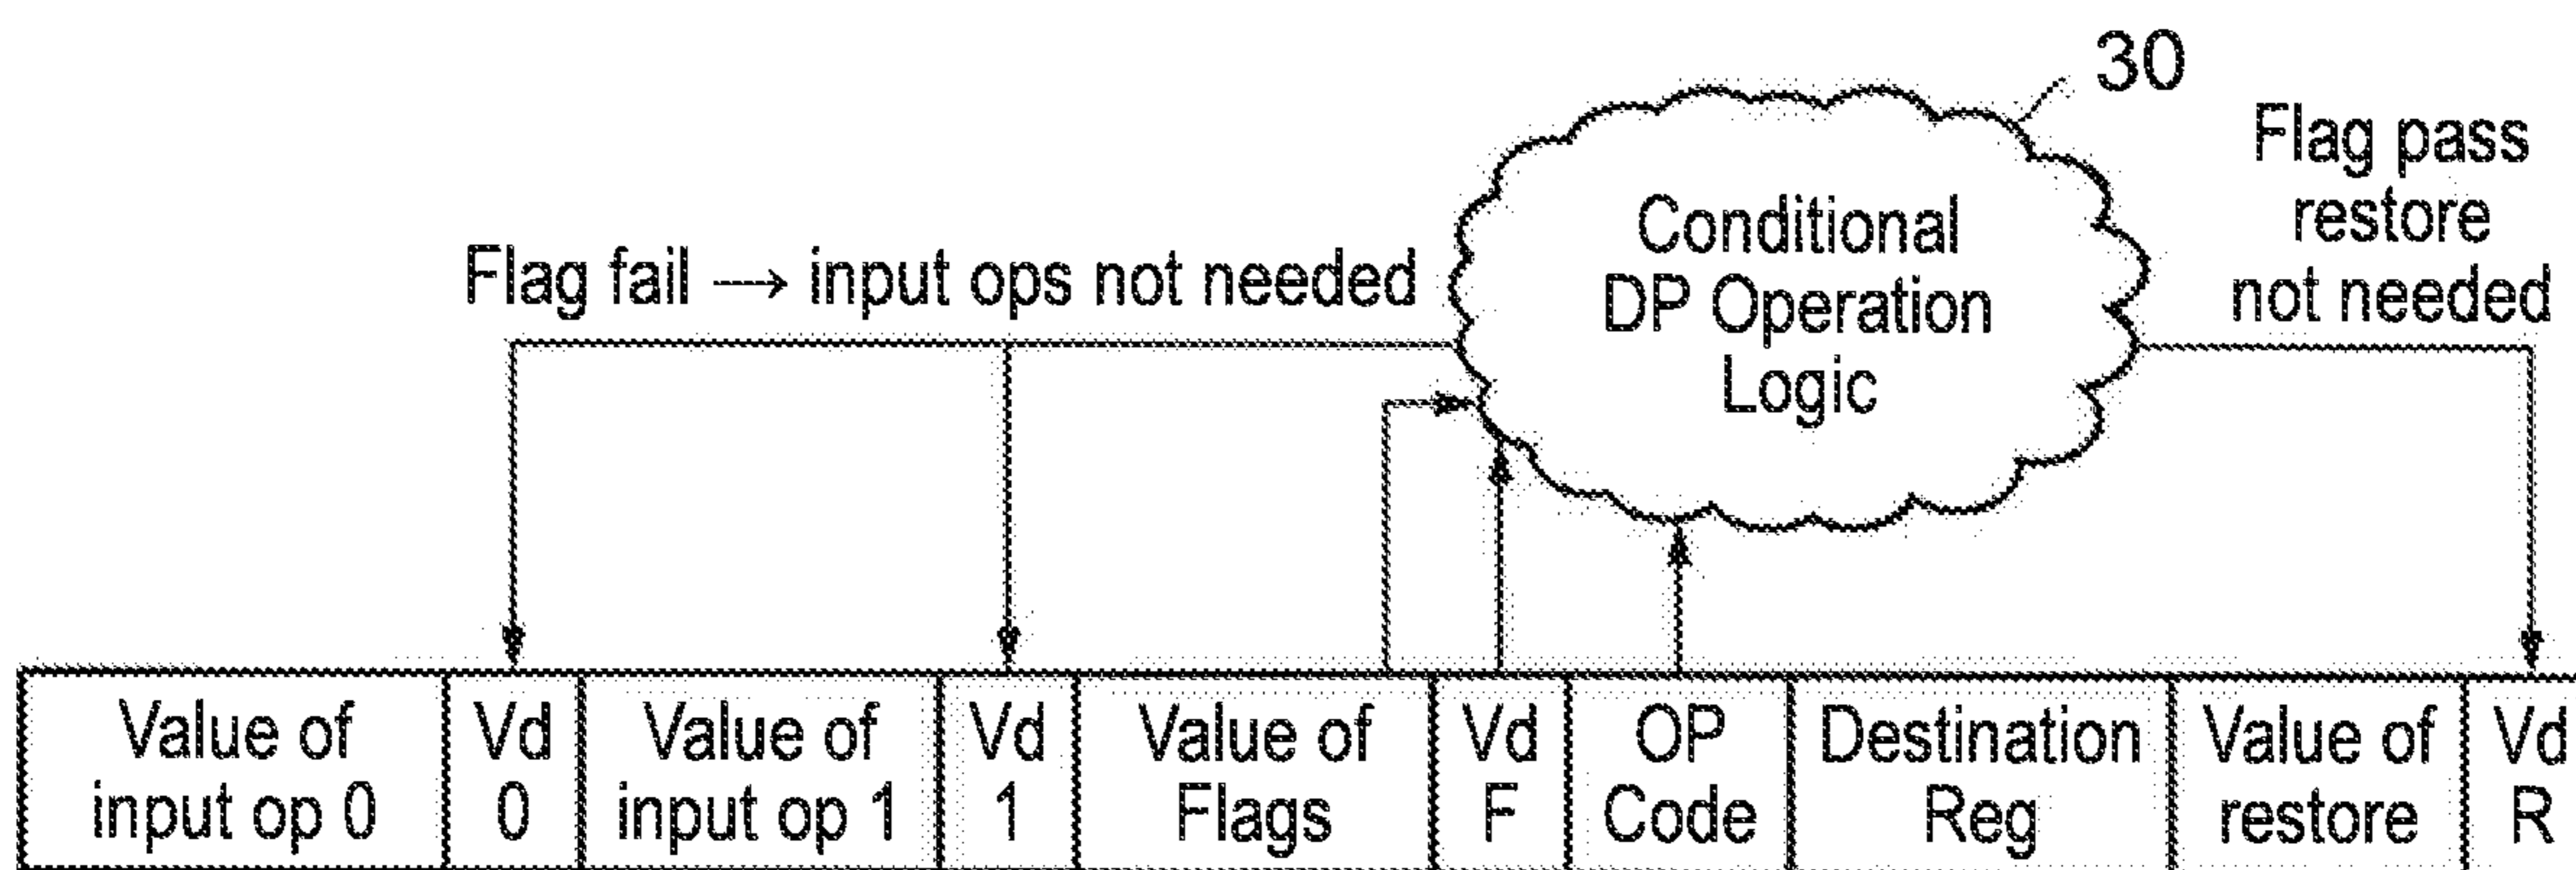 30
Flag pass
restore
not needed
Conditional
DP Operation
Logic
Flag fail → input ops not needed
Value of
input op 0
Vd
0
Value of
input op 1
Vd
1
Value of
Flags
Vd
F
OP
Code
Destination
Reg
Value of
restore
Vd
R